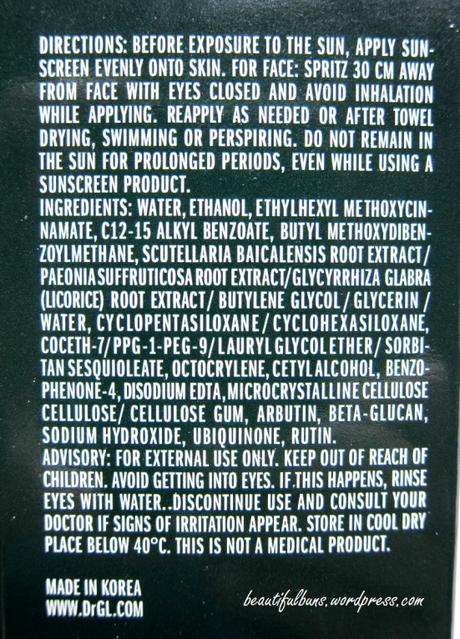 DIRECTIONS: BEFORE EXPOSURE TO THE SUN, APPLY SUN-
SCREEN EVENLY ONTO SKIN. FOR FACE: SPRITZ 30 CM AWAY
FROM FACE WITH EYES CLOSED AND AVOID INHALATION
WHILE APPLYING. REAPPLY AS NEEDED OR AFTER TOWEL
DRYING, SWIMMING OR PERSPIRING. DO NOT REMAIN IN
THE SUN FOR PROLONGED PERIODS, EVEN WHILE USING A
SUNSCREEN PRODUCT.
INGREDIENTS: WATER, ETHANOL, ETHYLHEXYL METHOXYCIN-
NAMATE, C12-15 ALKYL BENZOATE, BUTYL METHOXYDIBEN-
ZOYLMETHANE, SCUTELLARIA BAICALENSIS ROOT EXTRACT/
PAEONIA SUFFRUTICOSA ROOT EXTRACT/GLYCYRRHIZA GLABRA
(LICORICE) ROOT EXTRACT/ BUTYLENE GLYCOL/ GLYCERIN /
WATER, CYCLOPENTASILOXANE / CYCLOHEXASILOXANE,
COCETH-7/ PPG-1-PEG-9/ LAURYL GLYCOL ETHER/ SORBI-
TAN SESQUIOLEATE, OCTOCRYLENE, CETYL ALCOHOL, BENZO-
PHENONE-4, DISODIUM EDTA, MICROCRYSTALLINE CELLULOSE
CELLULOSE/ CELLULOSE GUM, ARBUTIN, BETA-GLUCAN,
SODIUM HYDROXIDE, UBIQUINONE, RUTIN.
ADVISORY: FOR EXTERNAL USE ONLY. KEEP OUT OF REACH OF
CHILDREN. AVOID GETTING INTO EYES. IF THIS HAPPENS, RINSE
EYES WITH WATER..DISCONTINUE USE AND CONSULT YOUR
DOCTOR IF SIGNS OF IRRITATION APPEAR. STORE IN COOL DRY
PLACE BELOW 40°C. THIS IS NOT A MEDICAL PRODUCT.
MADE IN KOREA
WWW.DrGL.COM
beautifulbuns.wordpress.com